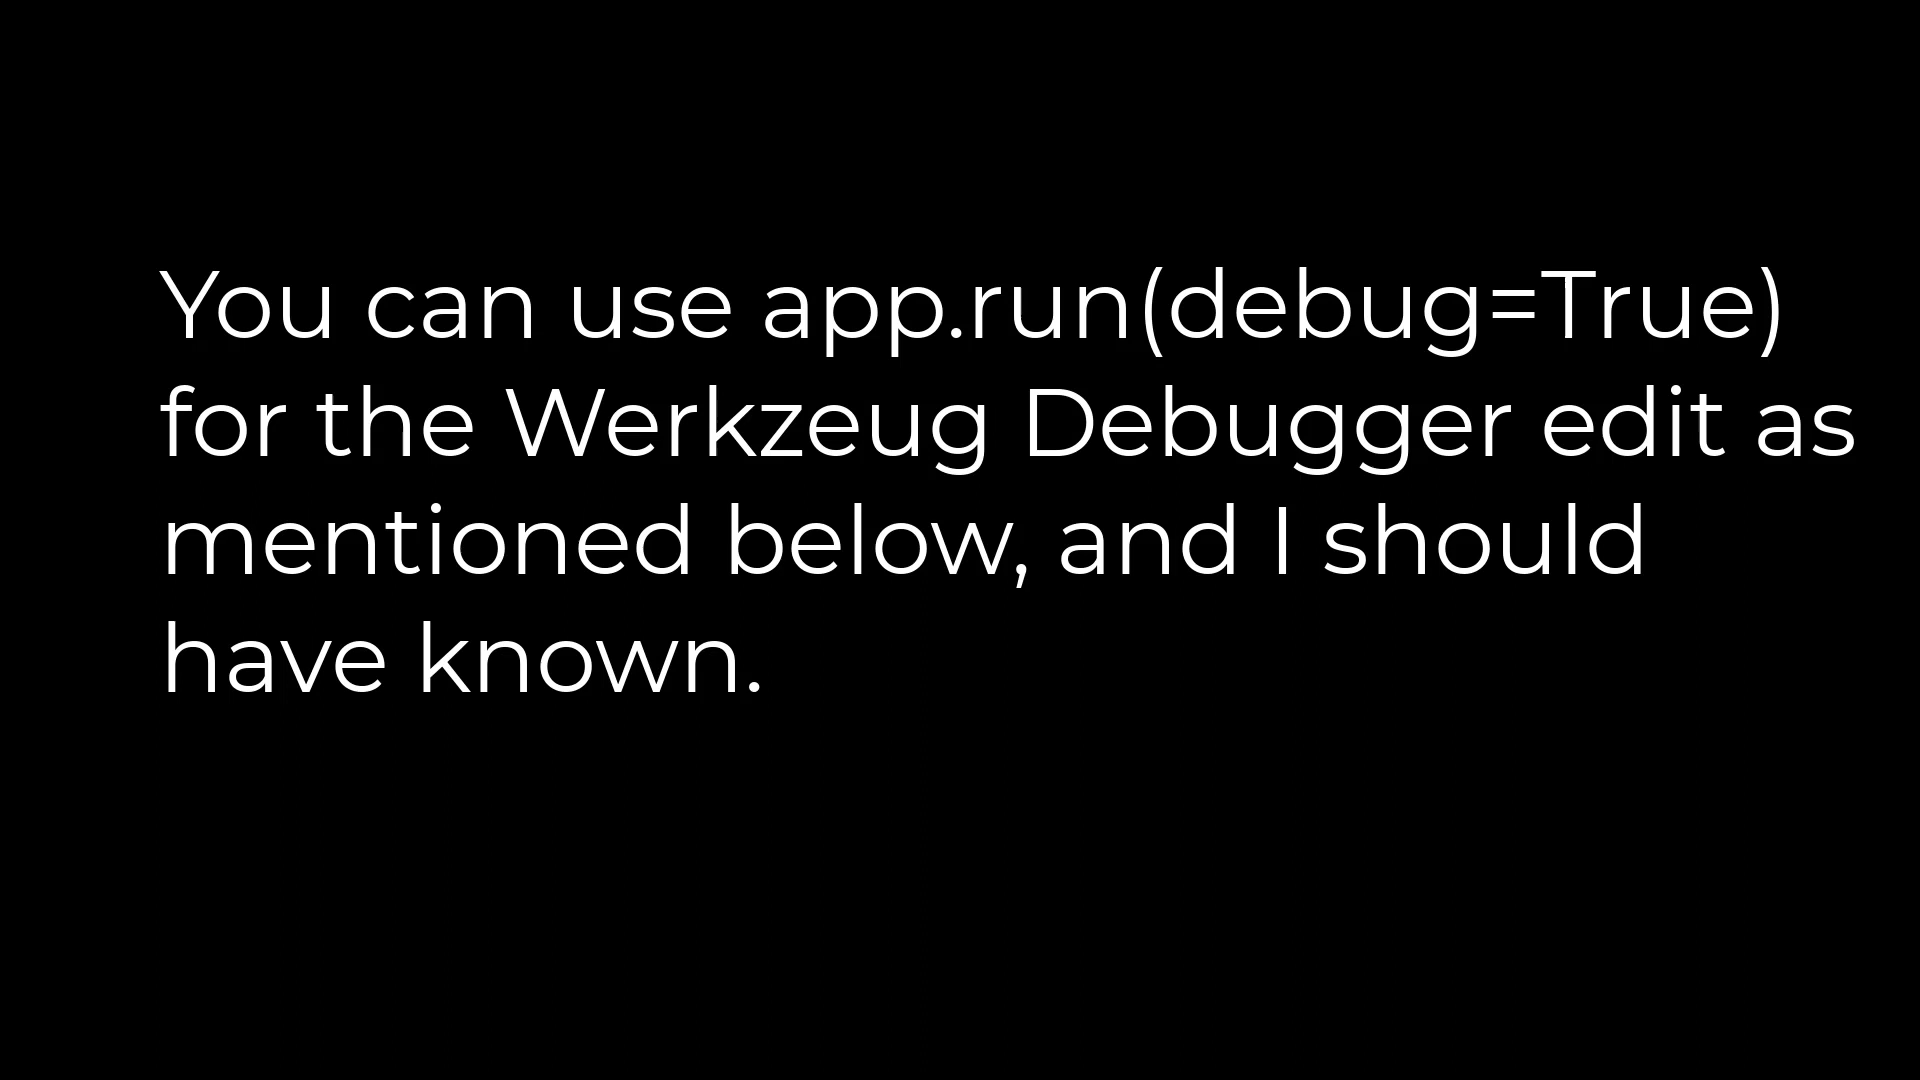 You can use app.run(debug=True)
for the Werkzeug Debugger edit as
mentioned below, and I should
have known.